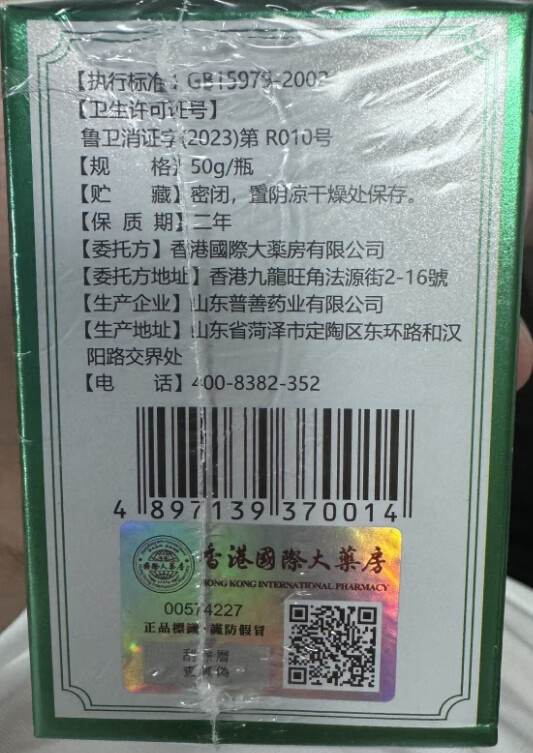 【执行标准】GB15979-2002
【卫生许可证号】
鲁卫消证字(2023)第 R010号
【规 格】50g/瓶
【贮 藏】密闭，置阴凉干燥处保存。
【保 质 期】二年
【委托方】香港國際大薬房有限公司
【委托方地址】香港九龍旺角法源街2-16號
【生产企业】山东普善药业有限公司
【生产地址】山东省菏泽市定陶区东环路和汉
阳路交界处
【电 话】400-8382-352
4 897139 370014
香港國際大藥房
HONG KONG INTERNATIONAL PHARMACY
00574227
正品標識·謹防假冒
刮涂層
查真偽